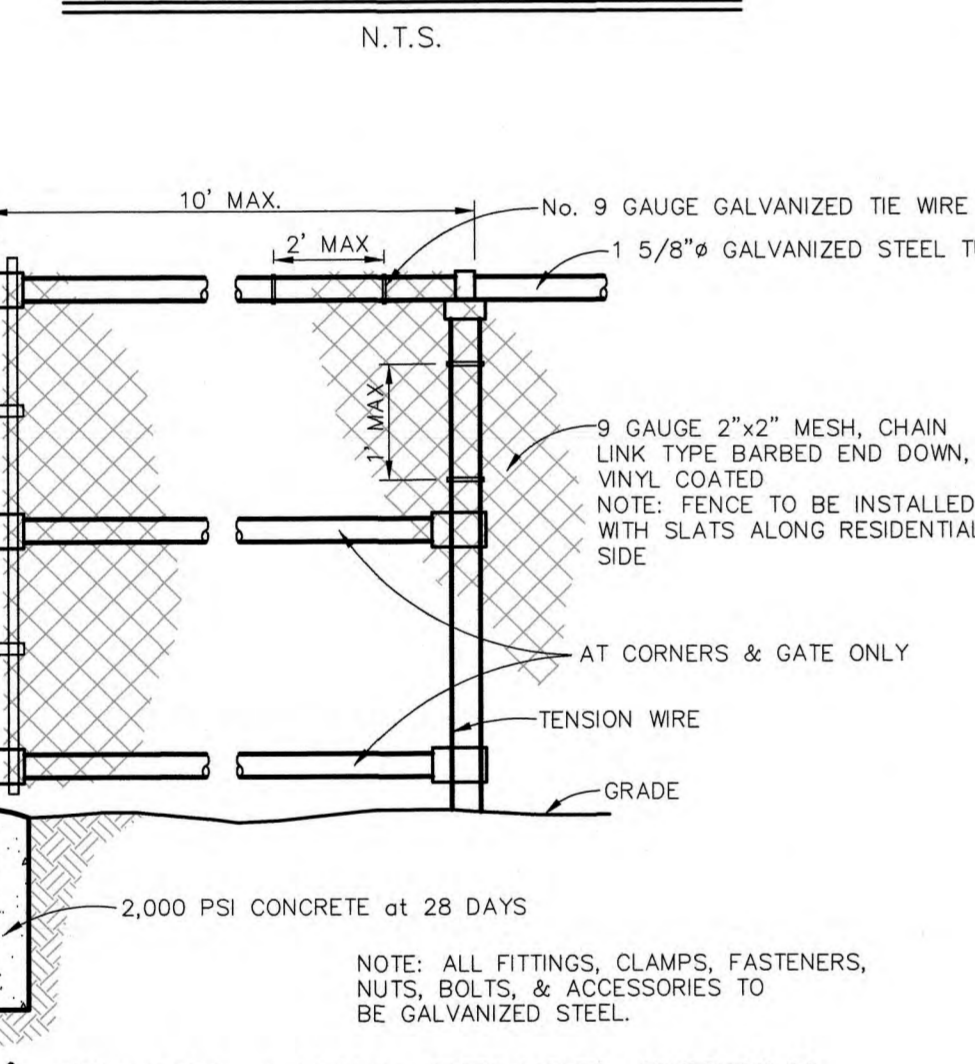 N.T.S.
10' MAX.
No. 9 GAUGE GALVANIZED TIE WIRE
2' MAX
1 5/8"ø GALVANIZED STEEL
1' MAX
9 GAUGE 2"x2" MESH, CHAIN
LINK TYPE BARBED END DOWN,
VINYL COATED
NOTE: FENCE TO BE INSTALLED
WITH SLATS ALONG RESIDENTIAL
SIDE
AT CORNERS & GATE ONLY
TENSION WIRE
GRADE
2,000 PSI CONCRETE at 28 DAYS
NOTE: ALL FITTINGS, CLAMPS, FASTENERS,
NUTS, BOLTS, & ACCESSORIES TO
BE GALVANIZED STEEL.